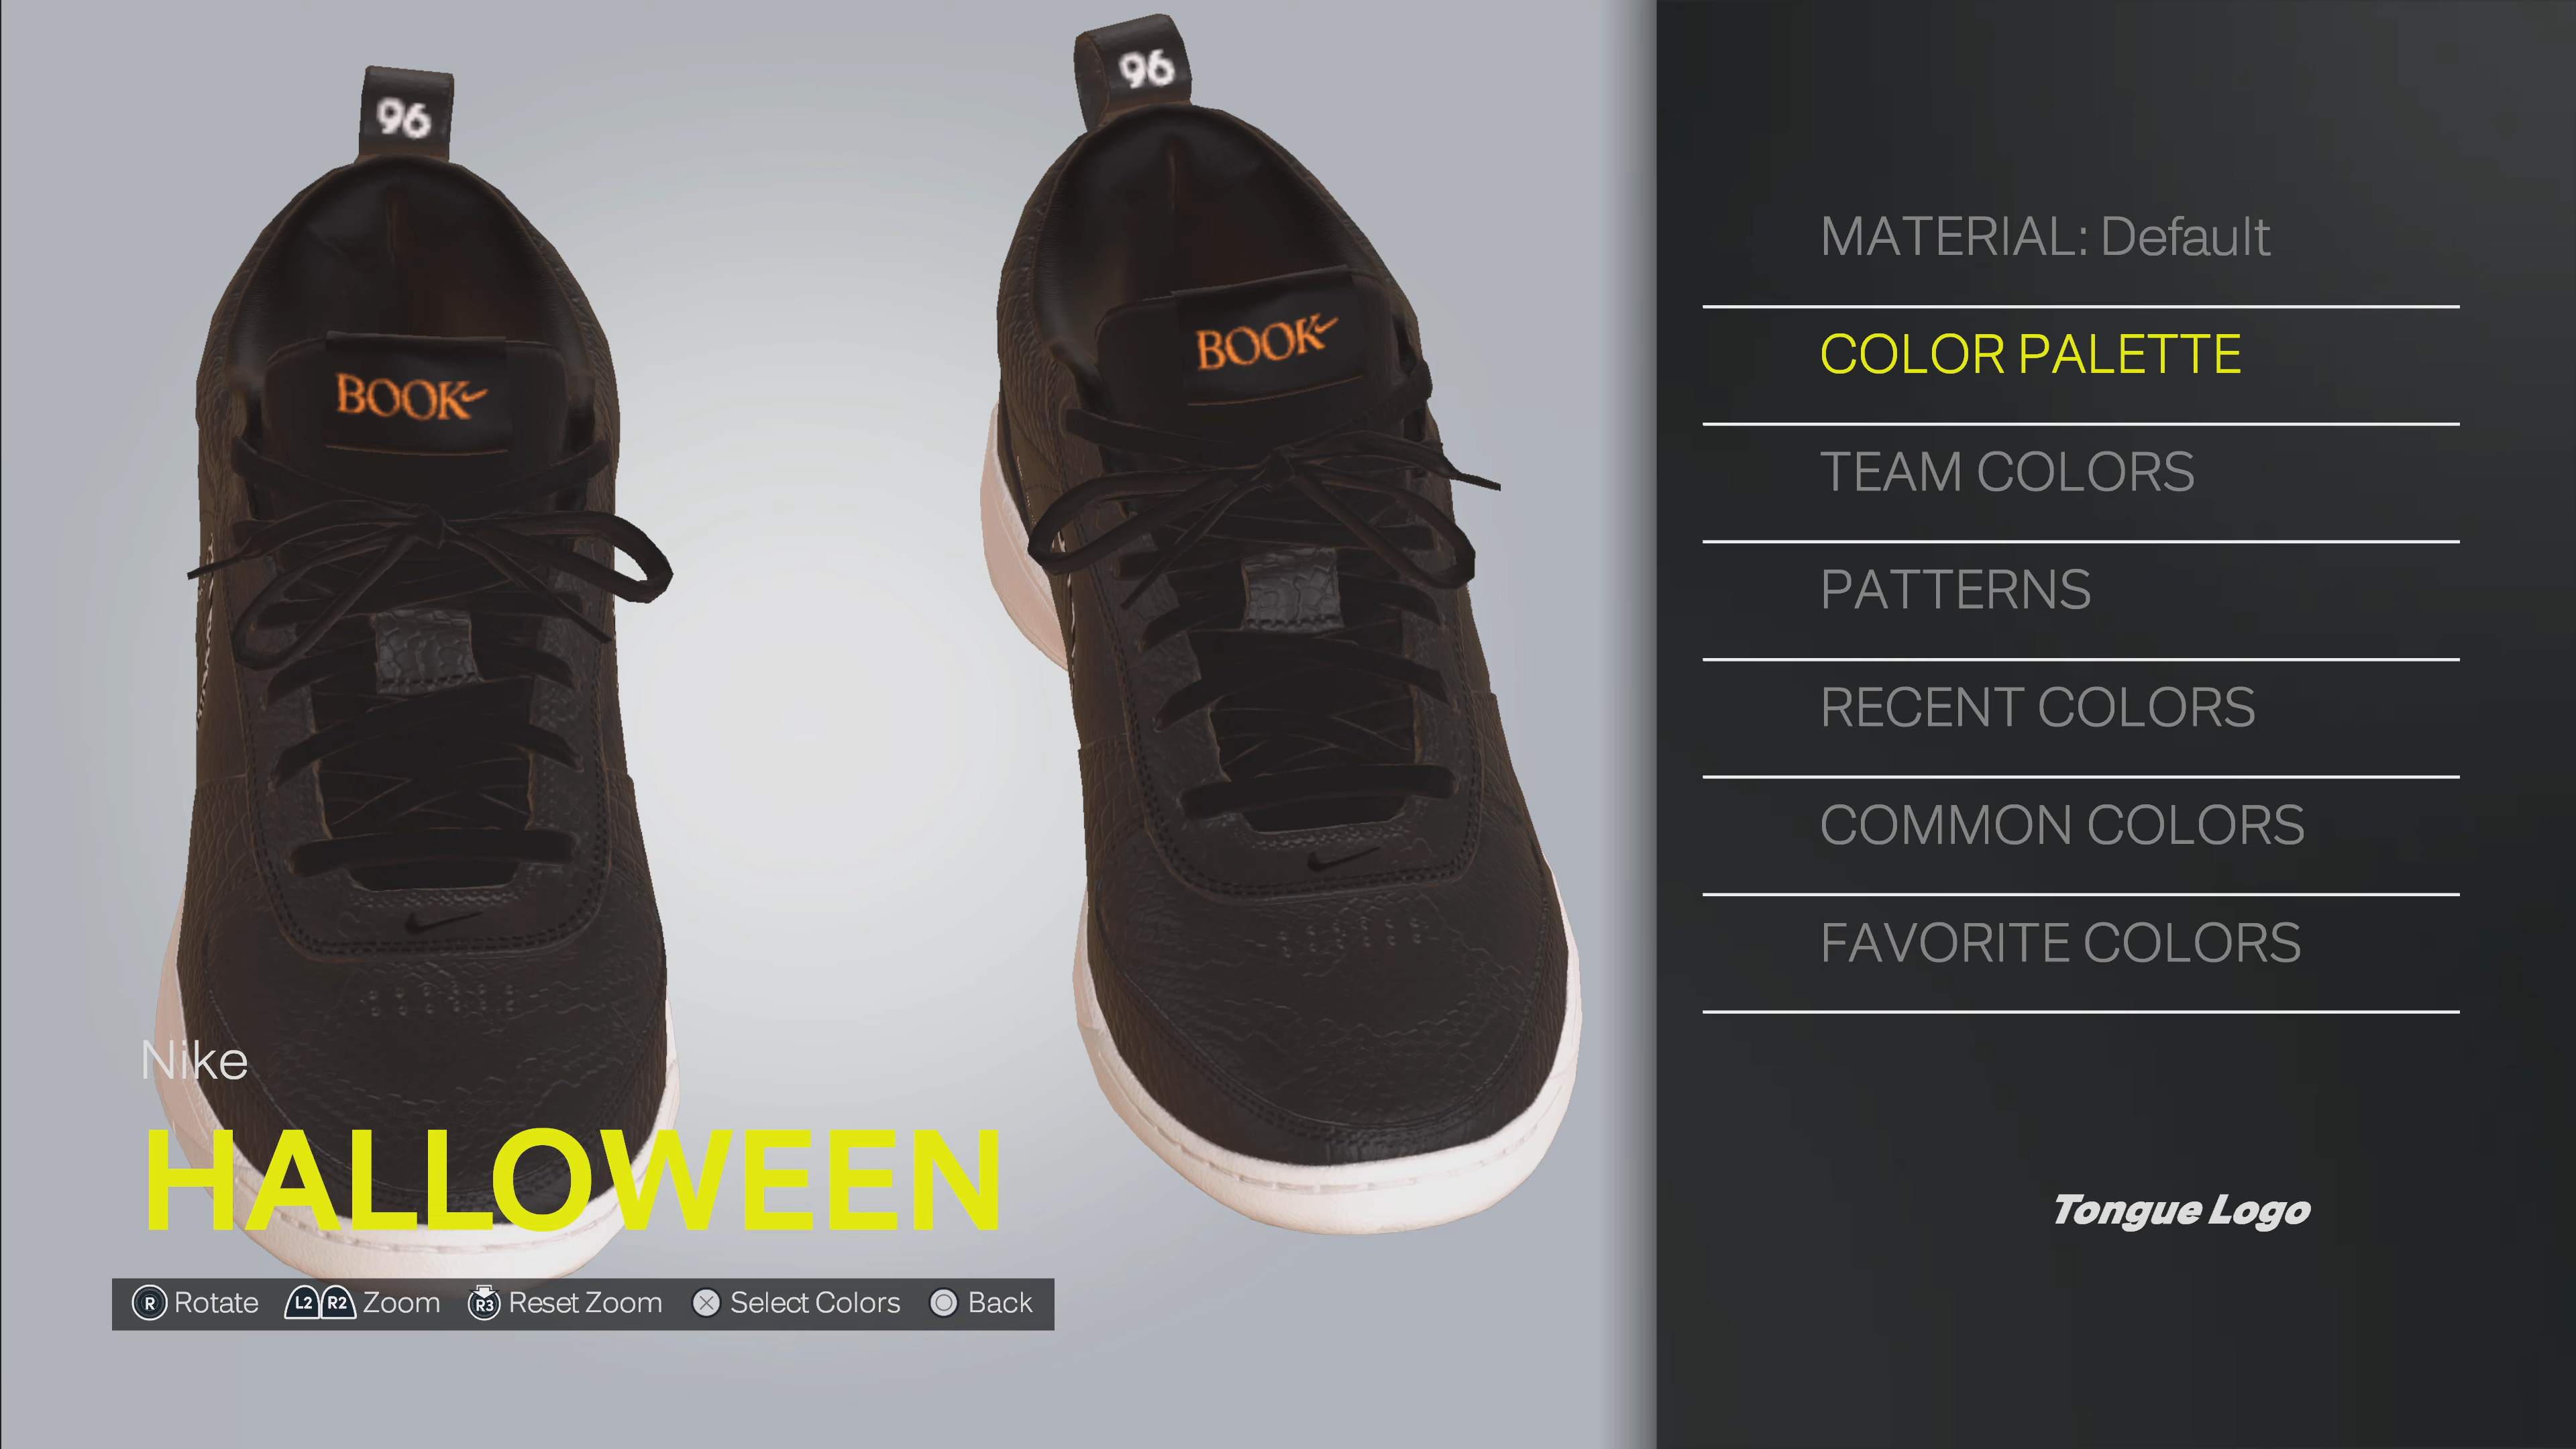 96
96
BOOK
BOOK
Nike
HALLOWEEN
R Rotate L2 R2 Zoom R3 Reset Zoom Select Colors Back
MATERIAL: Default
COLOR PALETTE
TEAM COLORS
PATTERNS
RECENT COLORS
COMMON COLORS
FAVORITE COLORS
Tongue Logo